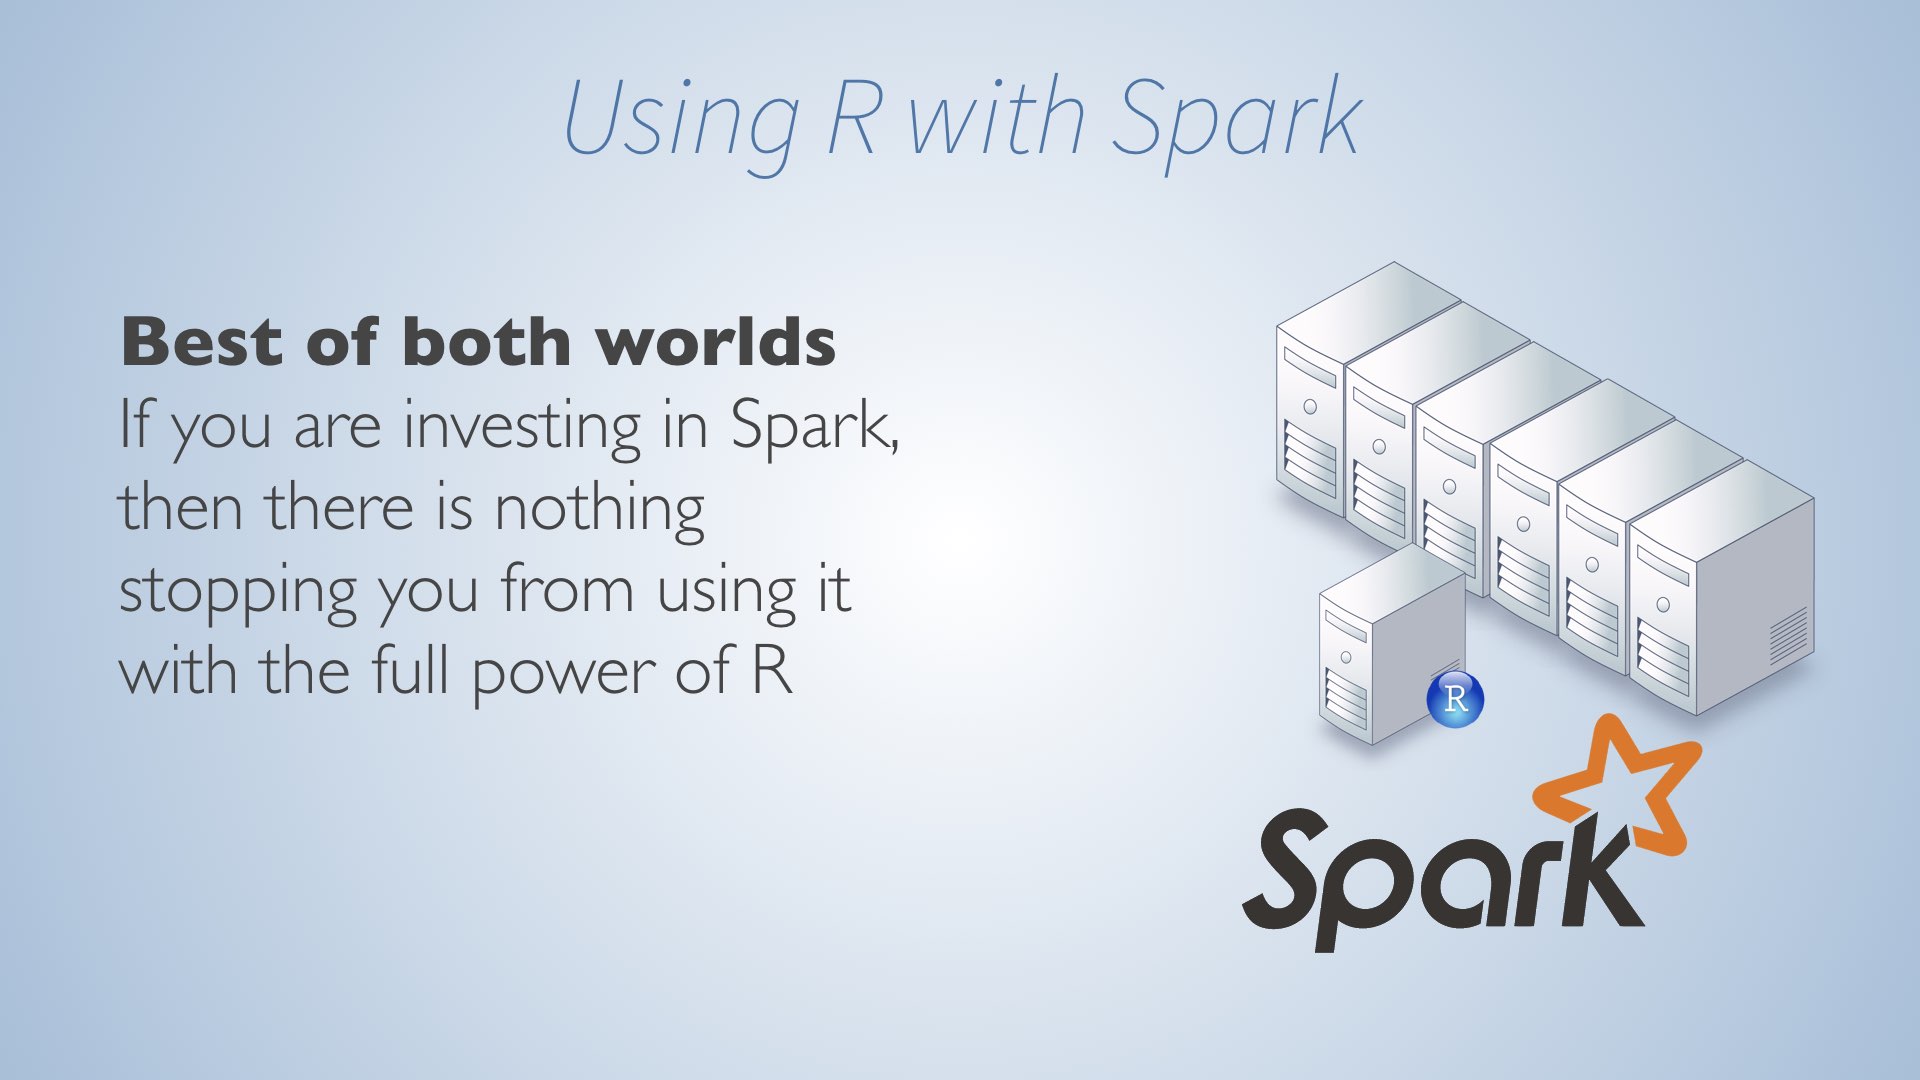 Using R with Spark
Best of both worlds
If you are investing in Spark,
then there is nothing
stopping you from using it
with the full power of R
R
Spark